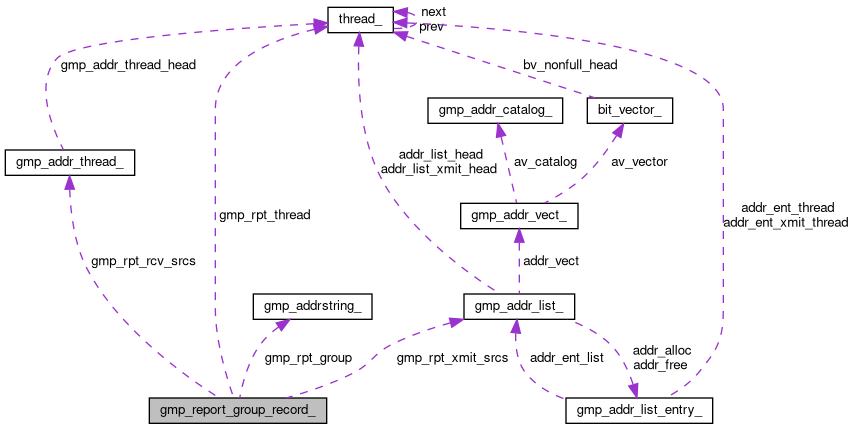 thread_
next
prev
gmp_addr_thread_head
bv_nonfull_head
gmp_addr_catalog_
bit_vector_
gmp_addr_thread_
addr_list_head
addr_list_xmit_head
av_catalog
av_vector
gmp_rpt_thread
gmp_addr_vect_
addr_ent_thread
addr_ent_xmit_thread
gmp_rpt_rcv_srcs
addr_vect
gmp_addrstring_
gmp_addr_list_
gmp_rpt_group
gmp_rpt_xmit_srcs
addr_ent_list
addr_alloc
addr_free
gmp_report_group_record_
gmp_addr_list_entry_